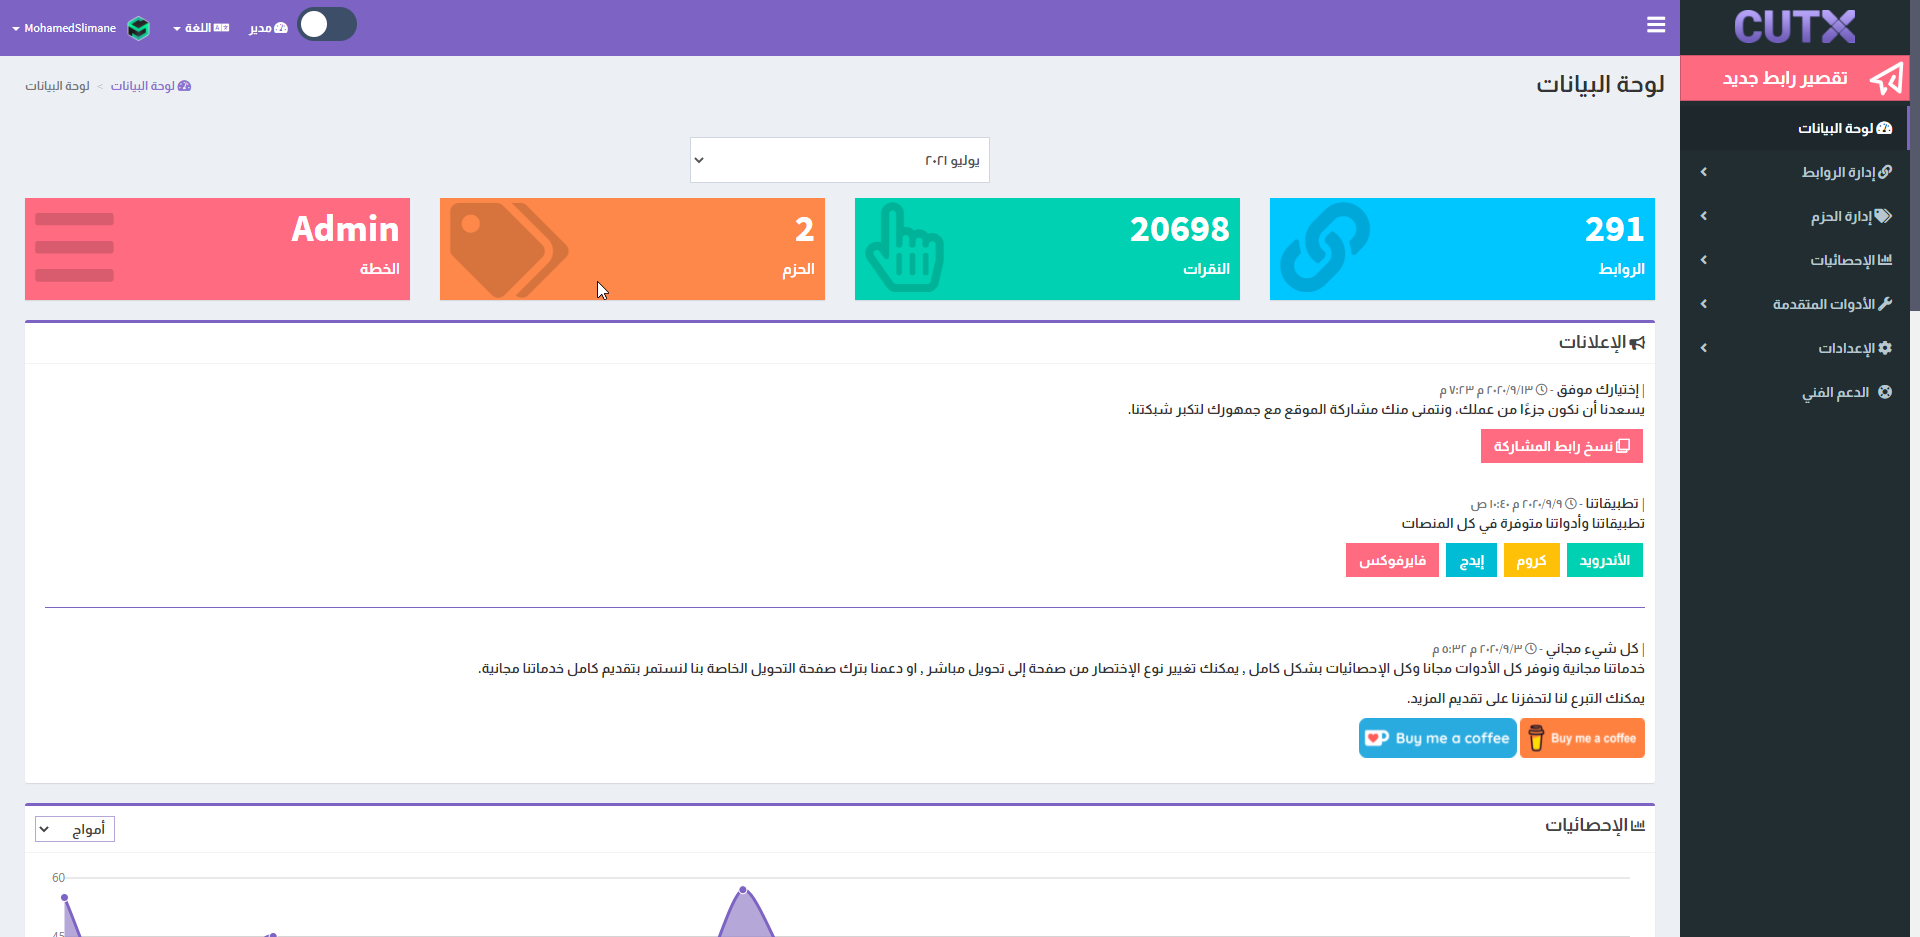 CUTX
تقصير رابط جديد
لوحة البيانات
إدارة الروابط
إدارة الحزم
الإحصائيات
الأدوات المتقدمة
الإعدادات
الدعم الفني
مدير
اللغة
MohamedSlimane
لوحة البيانات
لوحة البيانات > لوحة البيانات
يوليو ٢٠٢١
291
الروابط
20698
النقرات
2
الحزم
Admin
الخطة
الإعلانات
| إختيارك موفق - ٢٠٢٠/٩/١٣ م ٧:٢٣ م
يسعدنا أن نكون جزءًا من عملك، ونتمنى منك مشاركة الموقع مع جمهورك لتكبر شبكتنا.
نسخ رابط المشاركة
| تطبيقاتنا - ٢٠٢٠/٩/٩ م ١٠:٤٠ ص
تطبيقاتنا وأدواتنا متوفرة في كل المنصات
الأندرويد
كروم
إيدج
فايرفوكس
| كل شيء مجاني - ٢٠٢٠/٩/٣ م ٥:٣٢ م
خدماتنا مجانية ونوفر كل الأدوات مجانا وكل الإحصائيات بشكل كامل , يمكنك تغيير نوع الإختصار من صفحة إلى تحويل مباشر , او دعمنا بترك صفحة التحويل الخاصة بنا لنستمر بتقديم كامل خدماتنا مجانية.
يمكنك التبرع لنا لتحفزنا على تقديم المزيد.
Buy me a coffee
Buy me a coffee
الإحصائيات
أمواج
60
45